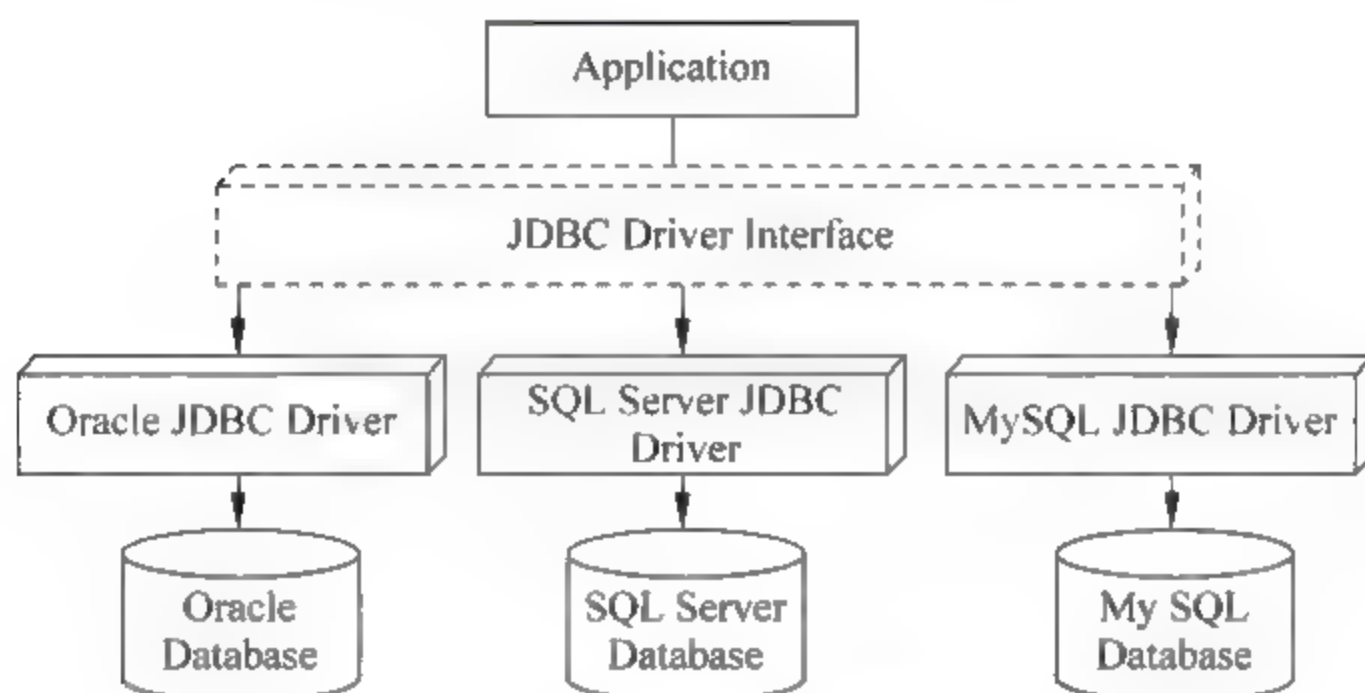 Application
JDBC Driver Interface
Oracle JDBC Driver
SQL Server JDBC
Driver
MySQL JDBC Driver
Oracle
Database
SQL Server
Database
My SQL
Database